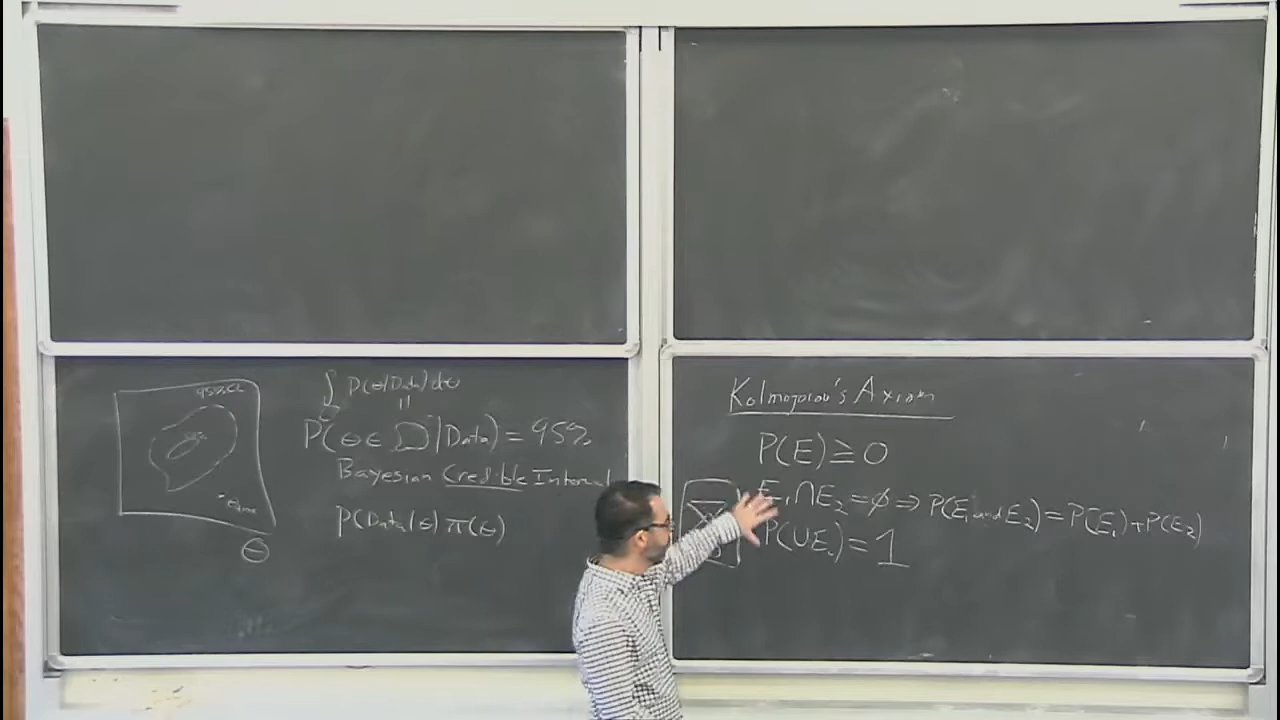 95% CL
∫ P(θ|Data) dθ
=
P(θ ∈ |Data) = 95%
Bayesian Credible Interval
P(Data|θ) π(θ)
Θ
Kolmogorov's Axiom
P(E) ≥ 0
E₁ ∩ E₂ = ∅ ⇒ P(E₁ and E₂) = P(E₁) + P(E₂)
P(∪Eᵢ) = 1